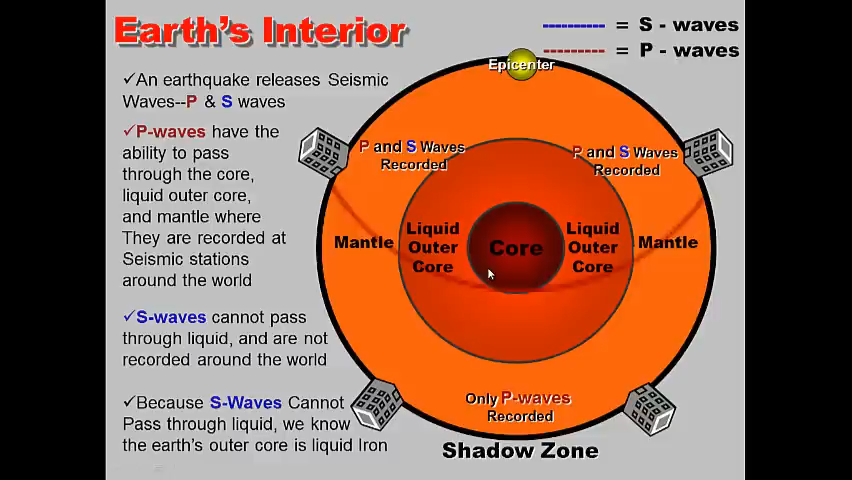 Earth's Interior
---------- = S - waves
--------- = P - waves
✓An earthquake releases Seismic
Waves--P & S waves
✓P-waves have the
ability to pass
through the core,
liquid outer core,
and mantle where
They are recorded at
Seismic stations
around the world
✓S-waves cannot pass
through liquid, and are not
recorded around the world
✓Because S-Waves Cannot
Pass through liquid, we know
the earth's outer core is liquid Iron
Epicenter
P and S Waves
Recorded
P and S Waves
Recorded
Mantle
Liquid
Outer
Core
Core
Liquid
Outer
Core
Mantle
Only P-waves
Recorded
Shadow Zone